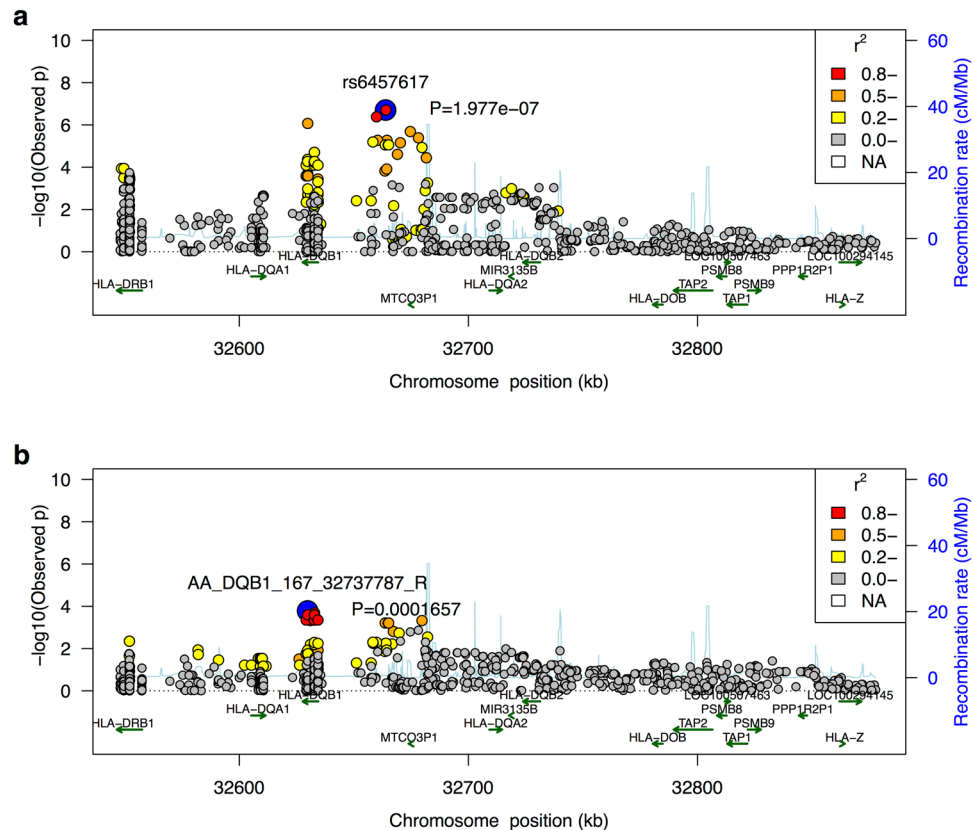 a
10
8
6
4
2
0
−log10(Observed p)
rs6457617
P=1.977e−07
r2
0.8−
0.5−
0.2−
0.0−
NA
60
40
20
0
Recombination rate (cM/Mb)
HLA−DQB1
HLA−DQB2
LOC100507463
LOC100294145
HLA−DQA1
MIR3135B
PSMB8
PPP1R2P1
HLA−DRB1
HLA−DQA2
TAP2
PSMB9
MTCO3P1
HLA−DOB
TAP1
HLA−Z
32600
32700
32800
Chromosome position (kb)
b
10
8
6
4
2
0
−log10(Observed p)
AA_DQB1_167_32737787_R
P=0.0001657
r2
0.8−
0.5−
0.2−
0.0−
NA
60
40
20
0
Recombination rate (cM/Mb)
HLA−DQB1
HLA−DQB2
LOC100507463
LOC100294145
HLA−DQA1
MIR3135B
PSMB8
PPP1R2P1
HLA−DRB1
HLA−DQA2
TAP2
PSMB9
MTCO3P1
HLA−DOB
TAP1
HLA−Z
32600
32700
32800
Chromosome position (kb)